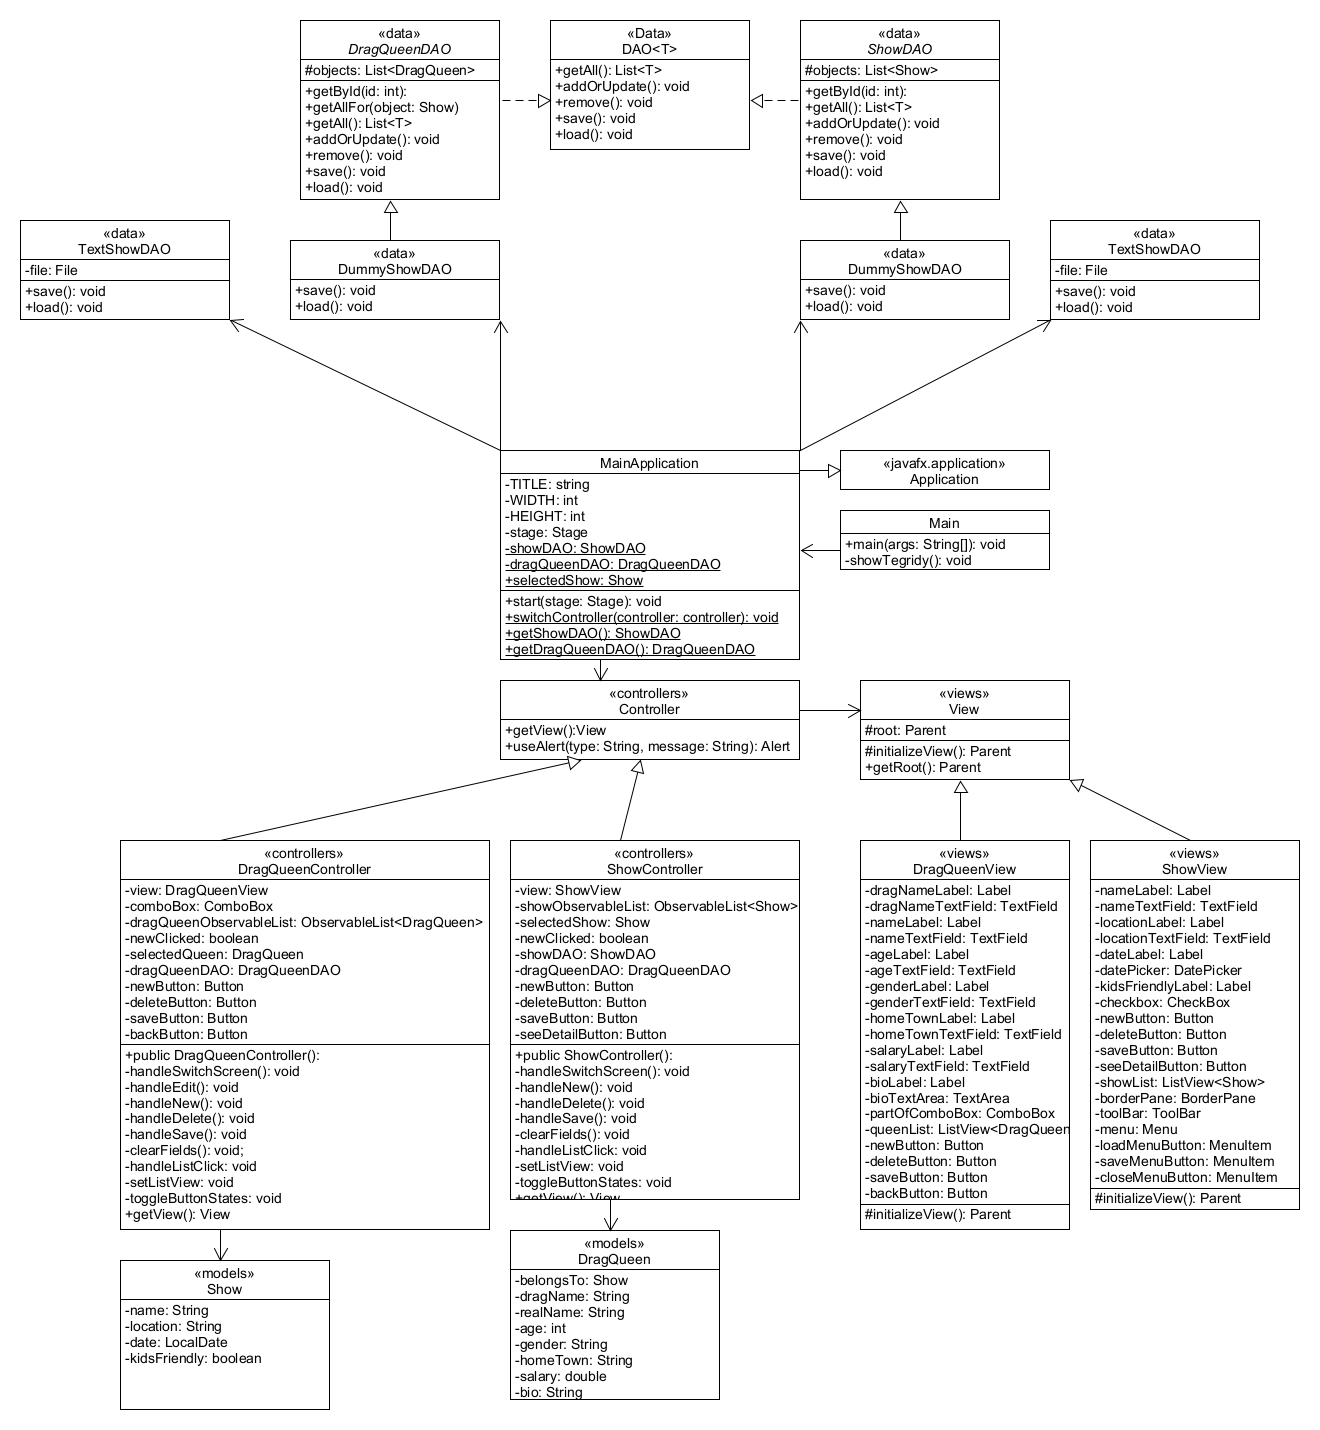 «data»
DragQueenDAO
#objects: List<DragQueen>
+getById(id: int):
+getAllFor(object: Show)
+getAll(): List<T>
+addOrUpdate(): void
+remove(): void
+save(): void
+load(): void
«Data»
DAO<T>
+getAll(): List<T>
+addOrUpdate(): void
+remove(): void
+save(): void
+load(): void
«data»
ShowDAO
#objects: List<Show>
+getById(id: int):
+getAll(): List<T>
+addOrUpdate(): void
+remove(): void
+save(): void
+load(): void
«data»
TextShowDAO
-file: File
+save(): void
+load(): void
«data»
DummyShowDAO
+save(): void
+load(): void
«data»
DummyShowDAO
+save(): void
+load(): void
«data»
TextShowDAO
-file: File
+save(): void
+load(): void
MainApplication
-TITLE: string
-WIDTH: int
-HEIGHT: int
-stage: Stage
-showDAO: ShowDAO
-dragQueenDAO: DragQueenDAO
+selectedShow: Show
+start(stage: Stage): void
+switchController(controller: controller): void
+getShowDAO(): ShowDAO
+getDragQueenDAO(): DragQueenDAO
«javafx.application»
Application
Main
+main(args: String[]): void
-showTegridy(): void
«controllers»
Controller
+getView():View
+useAlert(type: String, message: String): Alert
«views»
View
#root: Parent
#initializeView(): Parent
+getRoot(): Parent
«controllers»
DragQueenController
-view: DragQueenView
-comboBox: ComboBox
-dragQueenObservableList: ObservableList<DragQueen>
-newClicked: boolean
-selectedQueen: DragQueen
-dragQueenDAO: DragQueenDAO
-newButton: Button
-deleteButton: Button
-saveButton: Button
-backButton: Button
+public DragQueenController():
-handleSwitchScreen(): void
-handleEdit(): void
-handleNew(): void
-handleDelete(): void
-handleSave(): void
-clearFields(): void;
-handleListClick: void
-setListView: void
-toggleButtonStates: void
+getView(): View
«controllers»
ShowController
-view: ShowView
-showObservableList: ObservableList<Show>
-selectedShow: Show
-newClicked: boolean
-showDAO: ShowDAO
-dragQueenDAO: DragQueenDAO
-newButton: Button
-deleteButton: Button
-saveButton: Button
-seeDetailButton: Button
+public ShowController():
-handleSwitchScreen(): void
-handleNew(): void
-handleDelete(): void
-handleSave(): void
-clearFields(): void
-handleListClick: void
-setListView: void
-toggleButtonStates: void
+getView(): View
«views»
DragQueenView
-dragNameLabel: Label
-dragNameTextField: TextField
-nameLabel: Label
-nameTextField: TextField
-ageLabel: Label
-ageTextField: TextField
-genderLabel: Label
-genderTextField: TextField
-homeTownLabel: Label
-homeTownTextField: TextField
-salaryLabel: Label
-salaryTextField: TextField
-bioLabel: Label
-bioTextArea: TextArea
-partOfComboBox: ComboBox
-queenList: ListView<DragQueen
-newButton: Button
-deleteButton: Button
-saveButton: Button
-backButton: Button
#initializeView(): Parent
«views»
ShowView
-nameLabel: Label
-nameTextField: TextField
-locationLabel: Label
-locationTextField: TextField
-dateLabel: Label
-datePicker: DatePicker
-kidsFriendlyLabel: Label
-checkbox: CheckBox
-newButton: Button
-deleteButton: Button
-saveButton: Button
-seeDetailButton: Button
-showList: ListView<Show>
-borderPane: BorderPane
-toolBar: ToolBar
-menu: Menu
-loadMenuButton: MenuItem
-saveMenuButton: MenuItem
-closeMenuButton: MenuItem
#initializeView(): Parent
«models»
Show
-name: String
-location: String
-date: LocalDate
-kidsFriendly: boolean
«models»
DragQueen
-belongsTo: Show
-dragName: String
-realName: String
-age: int
-gender: String
-homeTown: String
-salary: double
-bio: String